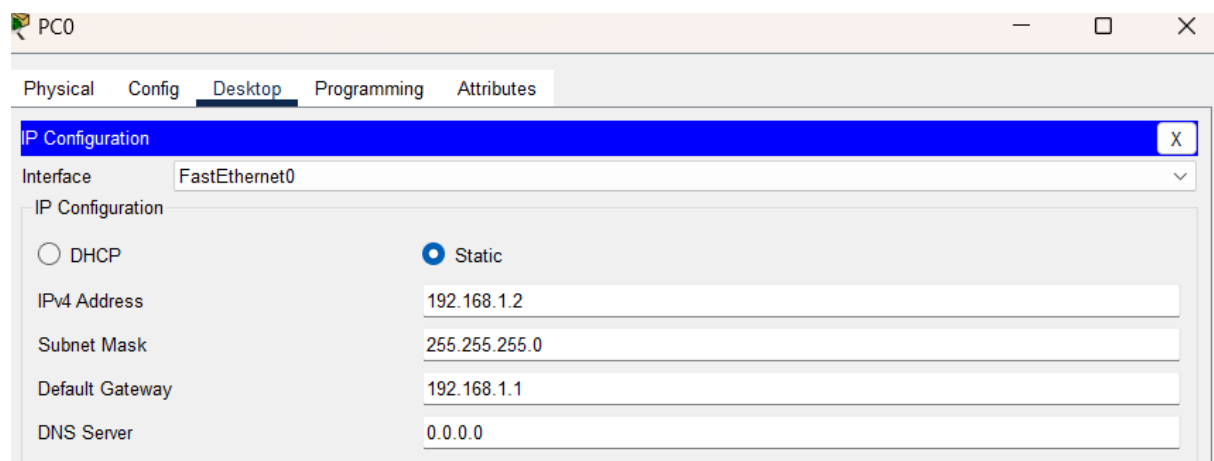 PC0
Physical Config Desktop Programming Attributes
IP Configuration X
Interface FastEthernet0
IP Configuration
DHCP Static
IPv4 Address 192.168.1.2
Subnet Mask 255.255.255.0
Default Gateway 192.168.1.1
DNS Server 0.0.0.0